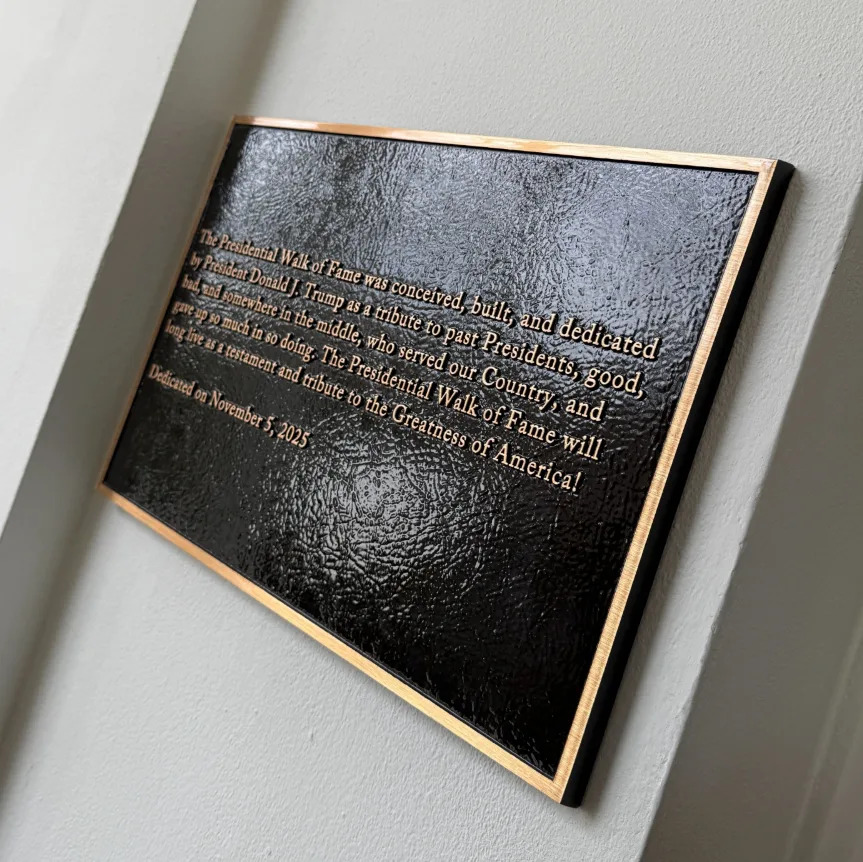 The Presidential Walk of Fame was conceived, built, and dedicated
by President Donald J. Trump as a tribute to past Presidents, good,
bad, and somewhere in the middle, who served our Country, and
gave up so much in so doing. The Presidential Walk of Fame will
long live as a testament and tribute to the Greatness of America!
Dedicated on November 5, 2025